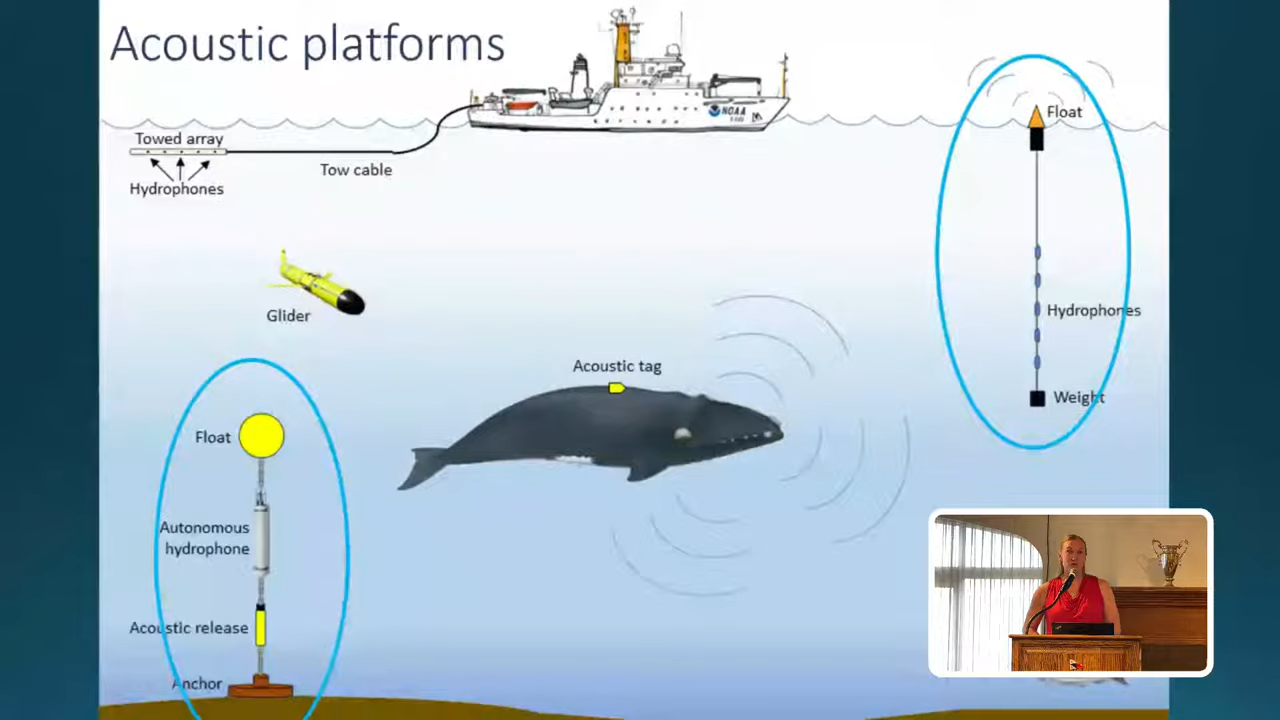 Acoustic platforms
Towed array
Hydrophones
Tow cable
NOAA
Float
Hydrophones
Weight
Glider
Acoustic tag
Float
Autonomous
hydrophone
Acoustic release
Anchor